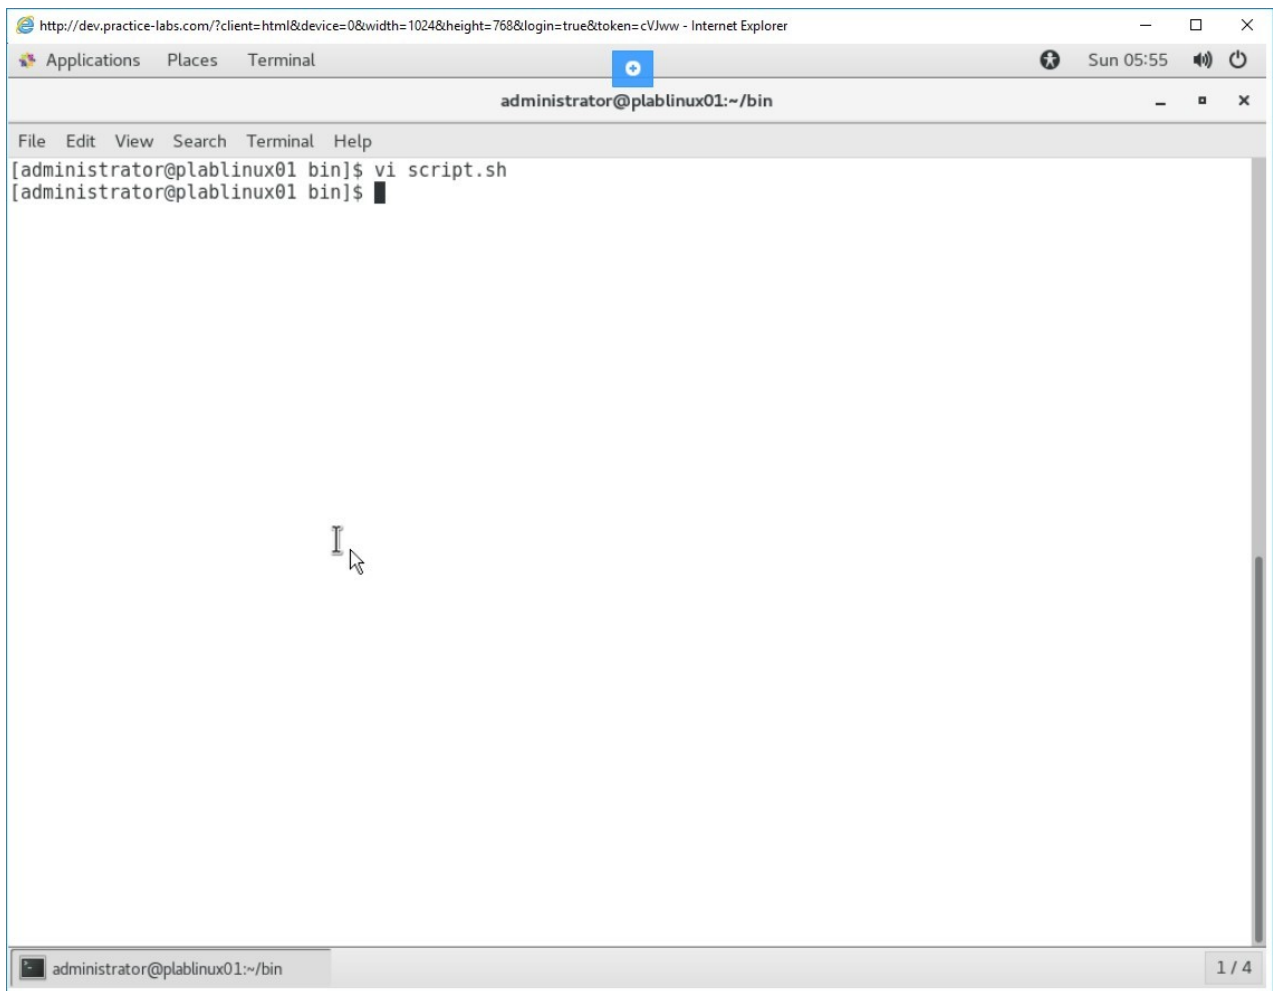 http://dev.practice-labs.com/?client=html&device=0&width=1024&height=768&login=true&token=cVJww - Internet Explorer
Applications Places Terminal Sun 05:55
administrator@plablinux01:~/bin
File Edit View Search Terminal Help
[administrator@plablinux01 bin]$ vi script.sh
[administrator@plablinux01 bin]$
administrator@plablinux01:~/bin 1 / 4